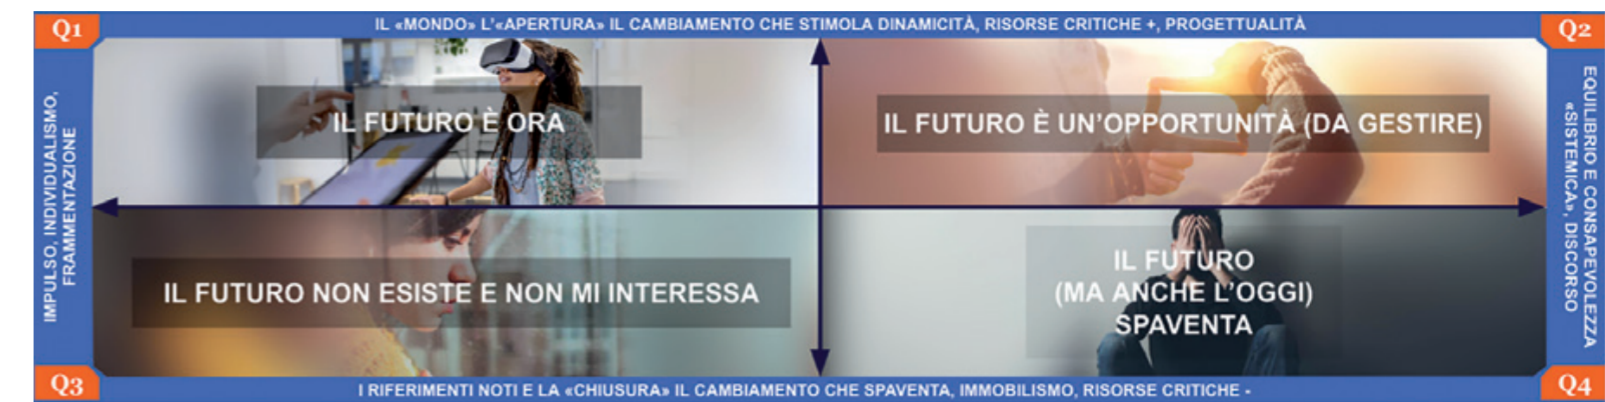 Q1
IL «MONDO» L'«APERTURA» IL CAMBIAMENTO CHE STIMOLA DINAMICITÀ, RISORSE CRITICHE +, PROGETTUALITÀ
Q2
IMPULSO, INDIVIDUALISMO,
FRAMMENTAZIONE
IL FUTURO È ORA
IL FUTURO È UN'OPPORTUNITÀ (DA GESTIRE)
EQUILIBRIO E CONSAPEVOLEZZA
«SISTEMICA», DISCORSO
IL FUTURO NON ESISTE E NON MI INTERESSA
IL FUTURO
(MA ANCHE L'OGGI)
SPAVENTA
Q3
I RIFERIMENTI NOTI E LA «CHIUSURA» IL CAMBIAMENTO CHE SPAVENTA, IMMOBILISMO, RISORSE CRITICHE -
Q4